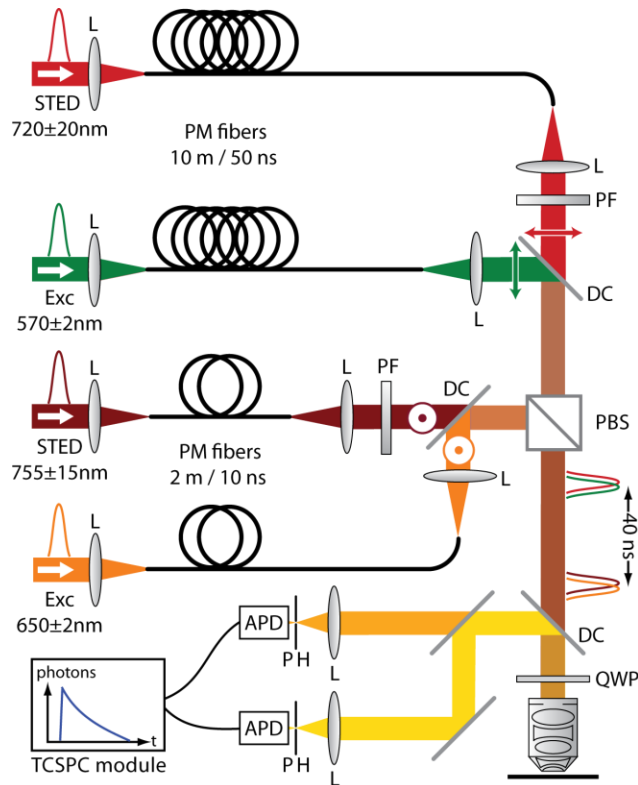 L
STED
720±20nm
PM fibers
10 m / 50 ns
L
PF
L
Exc
570±2nm
L
DC
L
STED
755±15nm
PM fibers
2 m / 10 ns
L
PF
DC
PBS
L
L
Exc
650±2nm
40 ns
DC
QWP
APD
PH
L
photons
t
TCSPC module
APD
PH
L